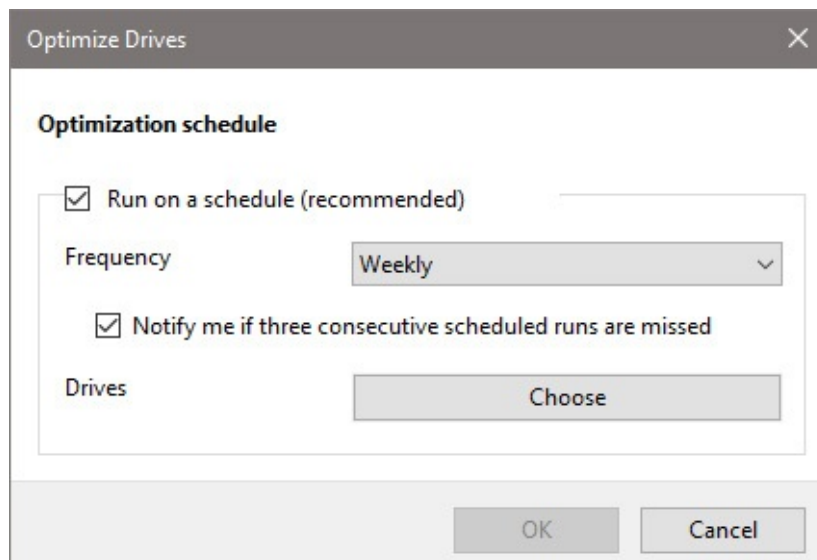 Optimize Drives
Optimization schedule
Run on a schedule (recommended)
Frequency
Weekly
Notify me if three consecutive scheduled runs are missed
Drives
Choose
OK
Cancel